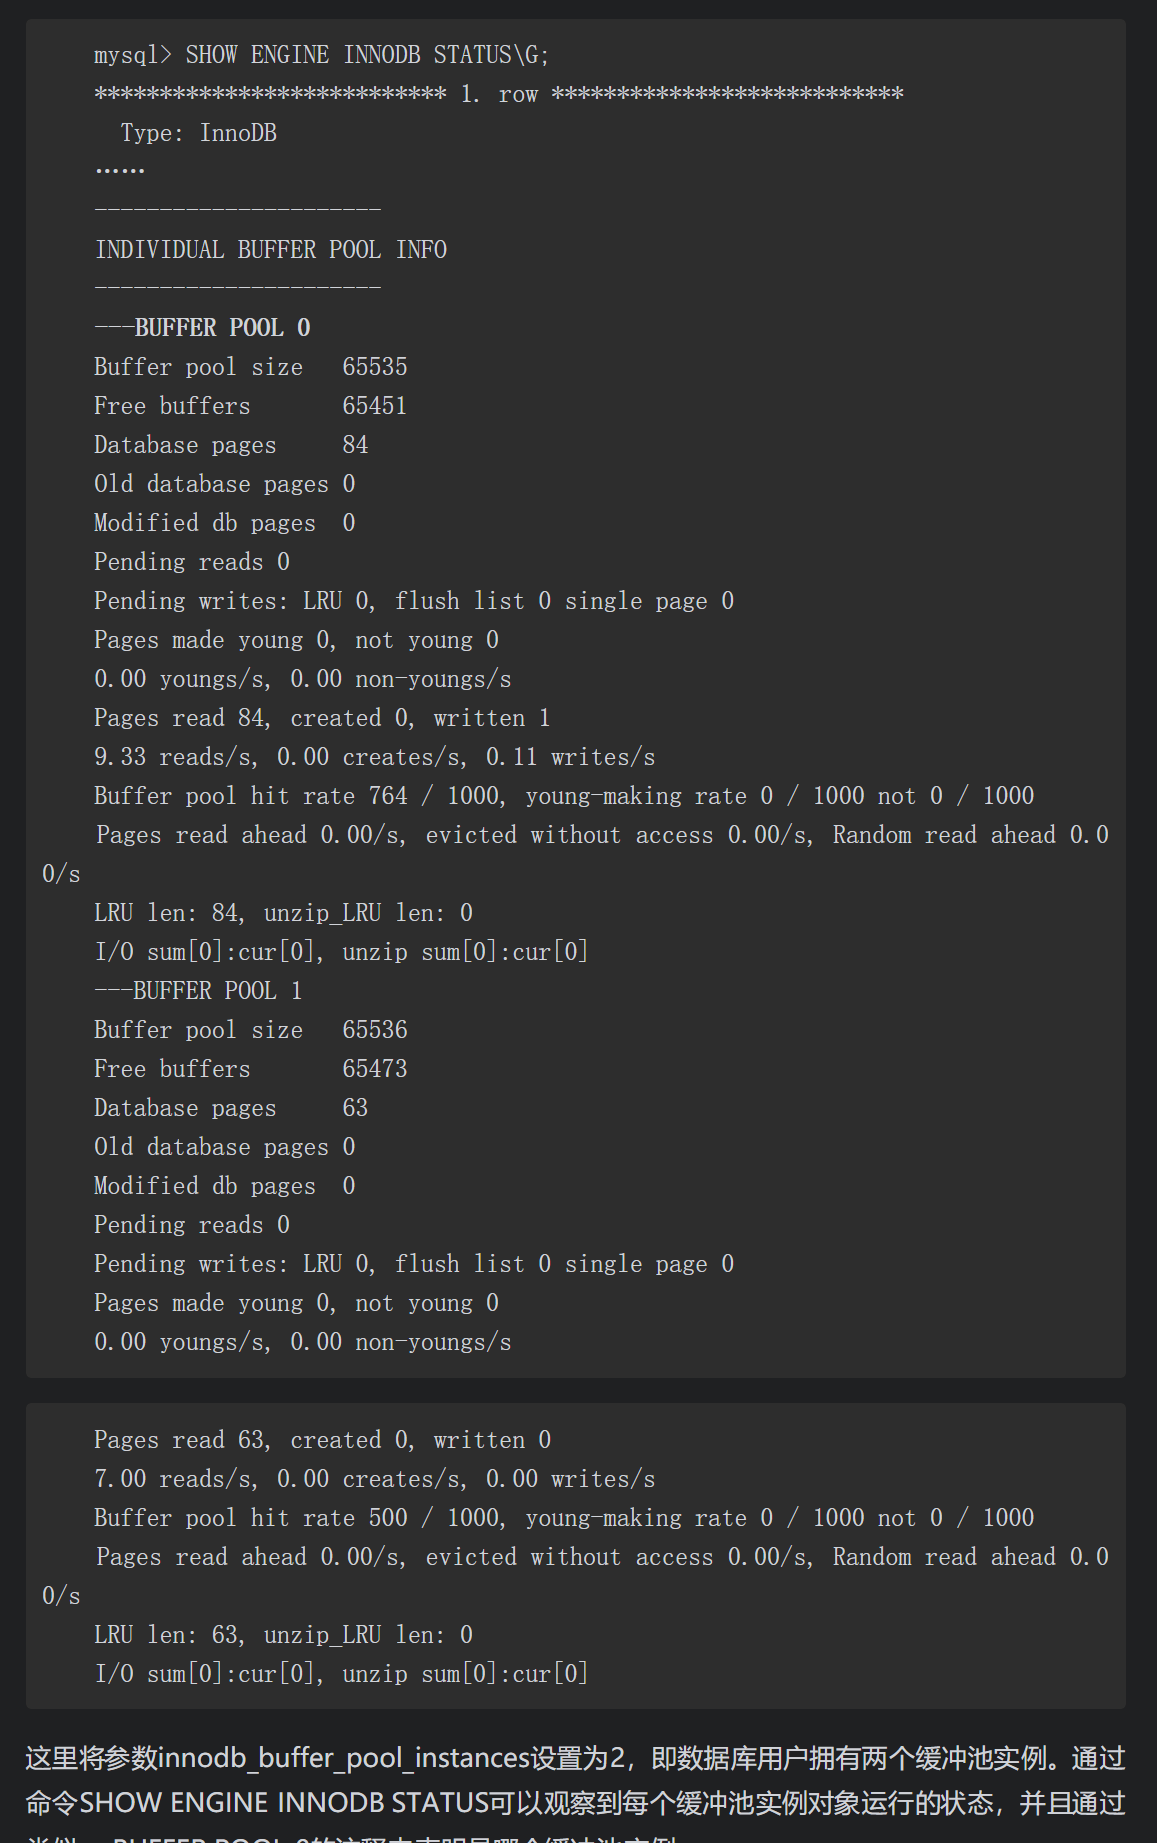 mysql> SHOW ENGINE INNODB STATUS\G;
*************************** 1. row ***************************
Type: InnoDB
……
----------------------
INDIVIDUAL BUFFER POOL INFO
----------------------
---BUFFER POOL 0
Buffer pool size 65535
Free buffers 65451
Database pages 84
Old database pages 0
Modified db pages 0
Pending reads 0
Pending writes: LRU 0, flush list 0 single page 0
Pages made young 0, not young 0
0.00 youngs/s, 0.00 non-youngs/s
Pages read 84, created 0, written 1
9.33 reads/s, 0.00 creates/s, 0.11 writes/s
Buffer pool hit rate 764 / 1000, young-making rate 0 / 1000 not 0 / 1000
Pages read ahead 0.00/s, evicted without access 0.00/s, Random read ahead 0.0
0/s
LRU len: 84, unzip_LRU len: 0
I/O sum[0]:cur[0], unzip sum[0]:cur[0]
---BUFFER POOL 1
Buffer pool size 65536
Free buffers 65473
Database pages 63
Old database pages 0
Modified db pages 0
Pending reads 0
Pending writes: LRU 0, flush list 0 single page 0
Pages made young 0, not young 0
0.00 youngs/s, 0.00 non-youngs/s
Pages read 63, created 0, written 0
7.00 reads/s, 0.00 creates/s, 0.00 writes/s
Buffer pool hit rate 500 / 1000, young-making rate 0 / 1000 not 0 / 1000
Pages read ahead 0.00/s, evicted without access 0.00/s, Random read ahead 0.0
0/s
LRU len: 63, unzip_LRU len: 0
I/O sum[0]:cur[0], unzip sum[0]:cur[0]
这里将参数innodb_buffer_pool_instances设置为2，即数据库用户拥有两个缓冲池实例。通过
命令SHOW ENGINE INNODB STATUS可以观察到每个缓冲池实例对象运行的状态，并且通过